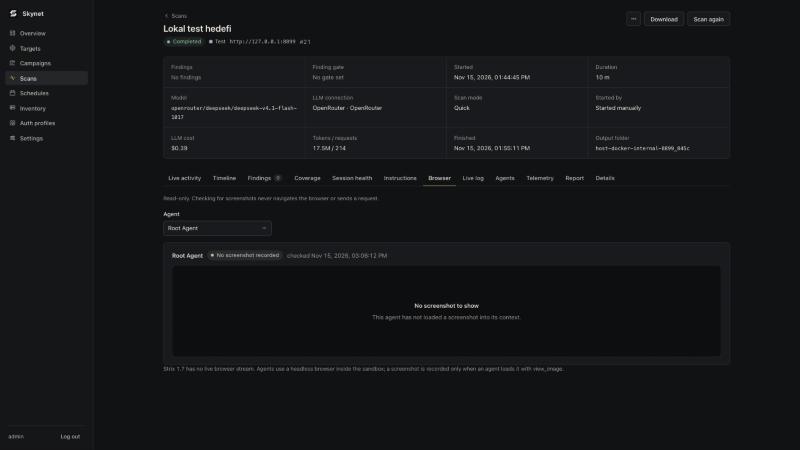 Skynet
Overview
Targets
Campaigns
Scans
Schedules
Inventory
Auth profiles
Settings
admin
Log out
Scans
Lokal test hedefi
Completed Test http://127.0.0.1:8899 #21
... Download Scan again
Findings
No findings
Finding gate
No gate set
Started
Nov 15, 2026, 01:44:45 PM
Duration
10 m
Model
openrouter/deepseek/deepseek-v4.1-flash-
1017
LLM connection
OpenRouter · OpenRouter
Scan mode
Quick
Started by
Started manually
LLM cost
$0.39
Tokens / requests
17.5M / 214
Finished
Nov 15, 2026, 01:55:11 PM
Output folder
host-docker-internal-8899_845c
Live activity Timeline Findings 0 Coverage Session health Instructions Browser Live log Agents Telemetry Report Details
Read-only. Checking for screenshots never navigates the browser or sends a request.
Agent
Root Agent
Root Agent No screenshot recorded checked Nov 15, 2026, 03:06:12 PM
No screenshot to show
This agent has not loaded a screenshot into its context.
Strix 1.7 has no live browser stream. Agents use a headless browser inside the sandbox; a screenshot is recorded only when an agent loads it with view_image.